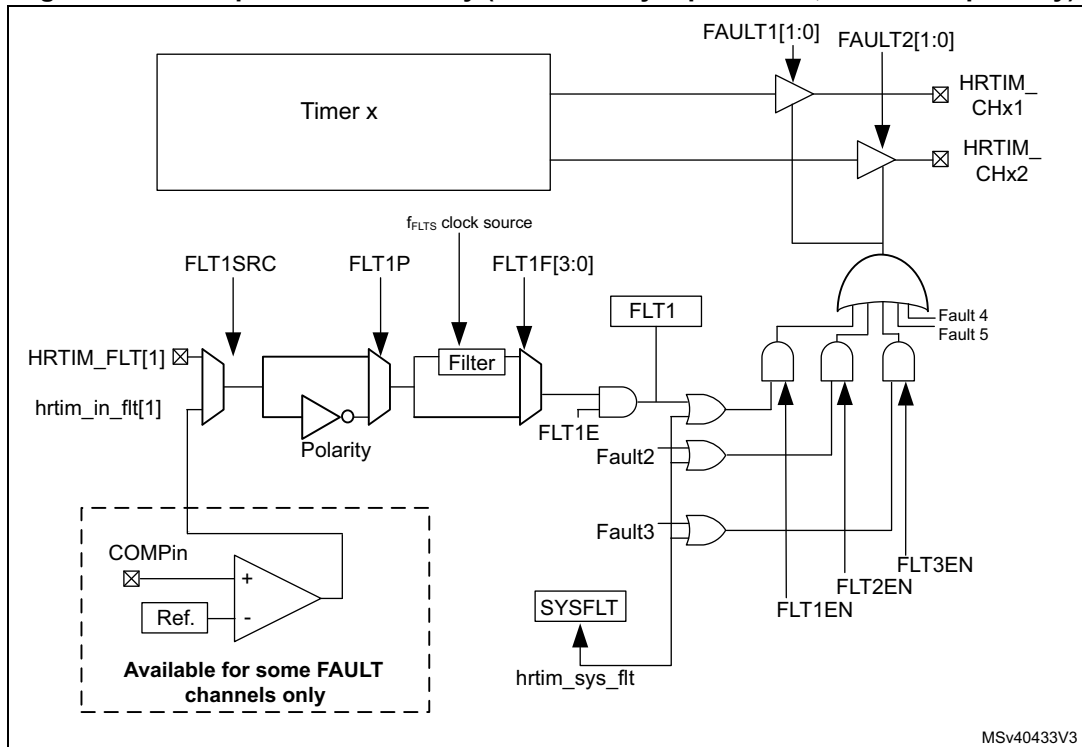 FAULT1[1:0]
FAULT2[1:0]
Timer x
HRTIM_
CHx1
HRTIM_
CHx2
fFLTS clock source
FLT1SRC
FLT1P
FLT1F[3:0]
FLT1
Fault 4
Fault 5
HRTIM_FLT[1]
Filter
hrtim_in_flt[1]
FLT1E
Polarity
Fault2
Fault3
COMPin
+
Ref.
-
SYSFLT
FLT3EN
FLT2EN
FLT1EN
Available for some FAULT
channels only
hrtim_sys_flt
MSv40433V3